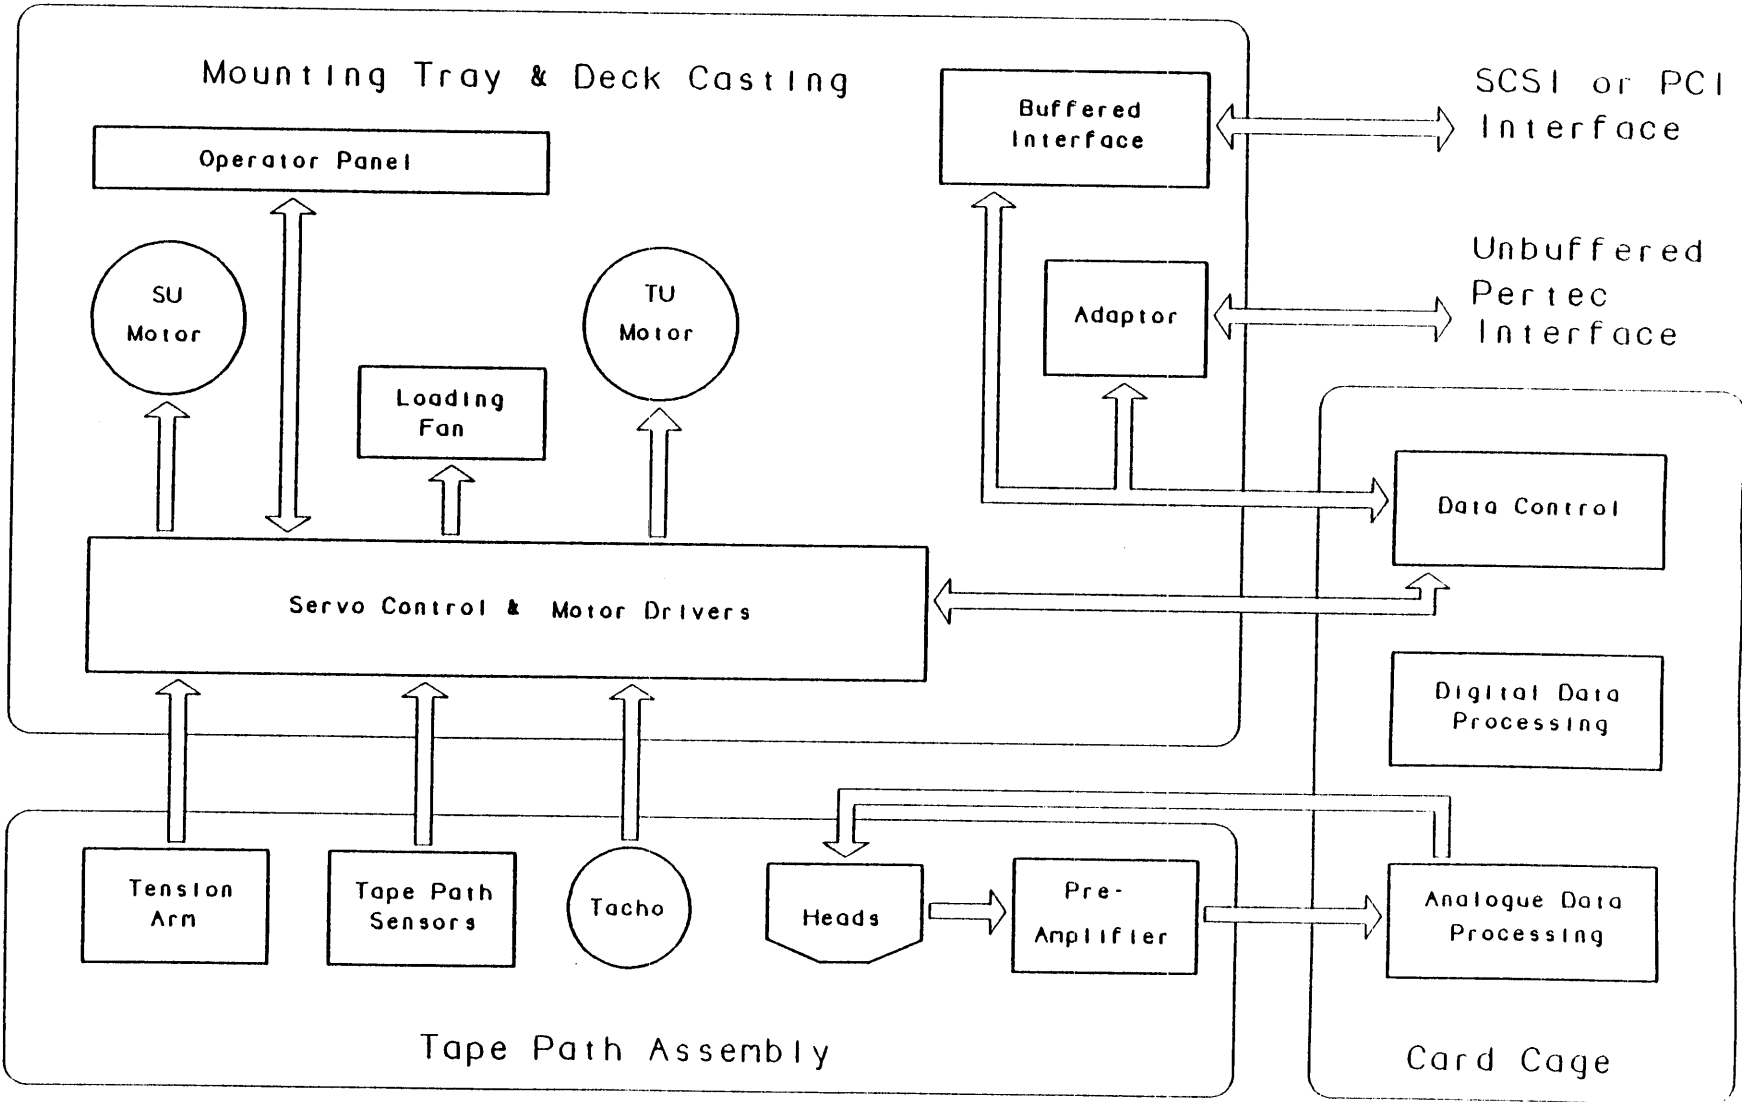 Mounting Tray & Deck Casting
Operator Panel
SU
Motor
TU
Motor
Loading
Fan
Buffered
Interface
Adaptor
SCSI or PCI
Interface
Unbuffered
Pertec
Interface
Servo Control & Motor Drivers
Data Control
Digital Data
Processing
Analogue Data
Processing
Card Cage
Tension
Arm
Tape Path
Sensors
Tacho
Heads
Pre-
Amplifier
Tape Path Assembly